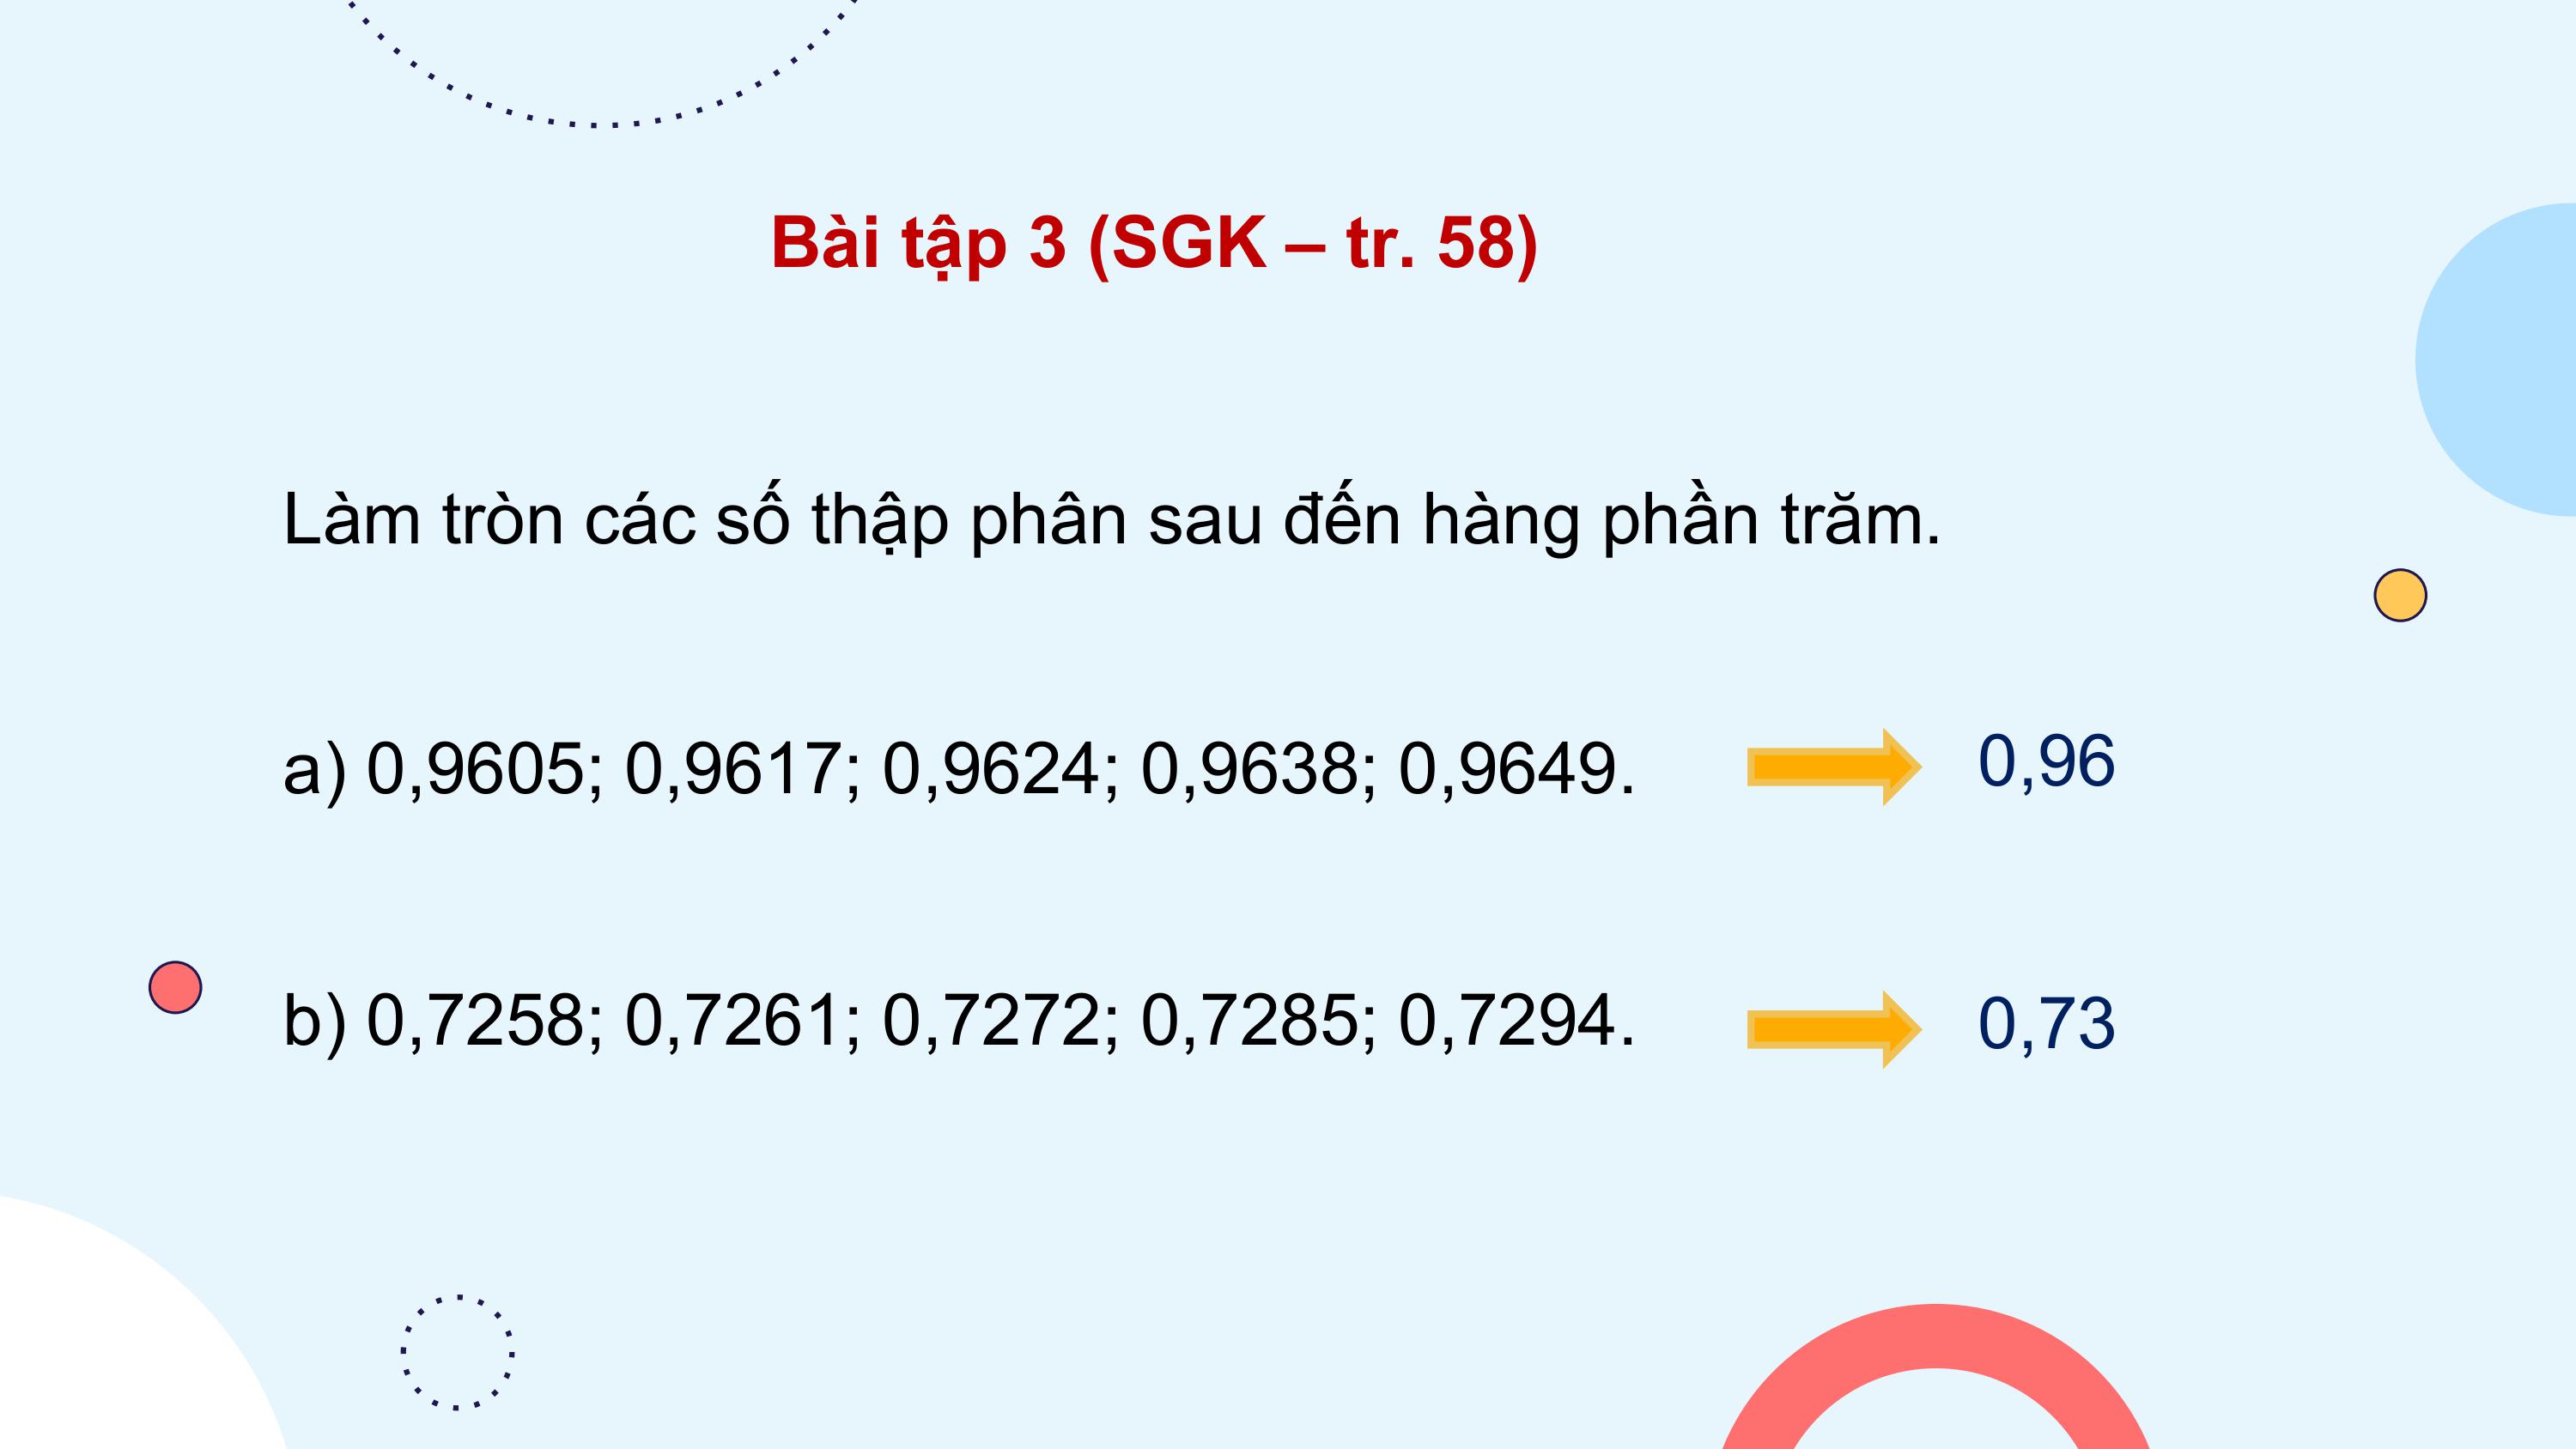 Bài tập 3 (SGK – tr. 58)
Làm tròn các số thập phân sau đến hàng phần trăm.
a) 0,9605; 0,9617; 0,9624; 0,9638; 0,9649.
0,96
b) 0,7258; 0,7261; 0,7272; 0,7285; 0,7294.
0,73